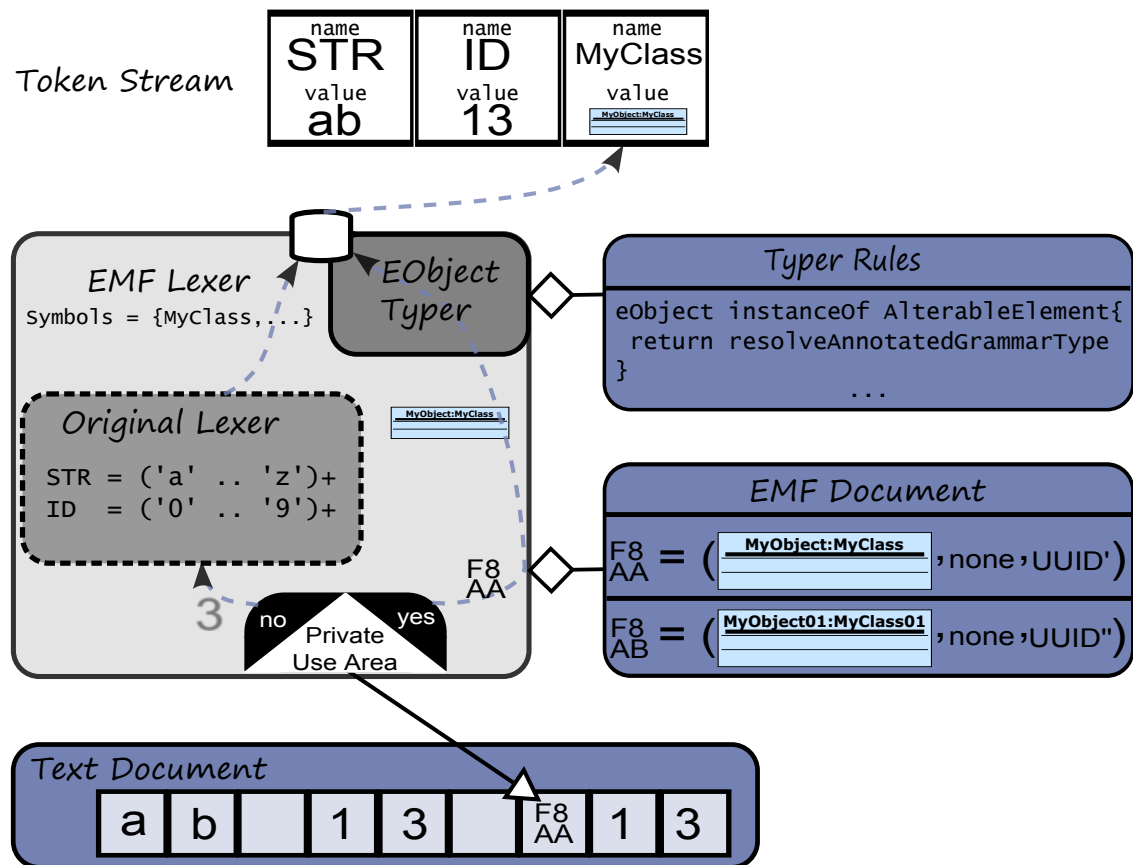 Token Stream
name name name
STR ID MyClass
value value value
ab 13 MyObject:MyClass
EMF Lexer
Symbols = {MyClass,...}
EObject
Typer
Typer Rules
eObject instanceOf AlterableElement{
return resolveAnnotatedGrammarType
}
...
Original Lexer
STR = ('a' .. 'z')+
ID = ('0' .. '9')+
MyObject:MyClass
EMF Document
F8
AA = ( MyObject:MyClass , none , UUID')
F8
AB = ( MyObject01:MyClass01 , none , UUID")
F8
AA
3
no yes
Private
Use Area
Text Document
a b 1 3 F8 AA 1 3